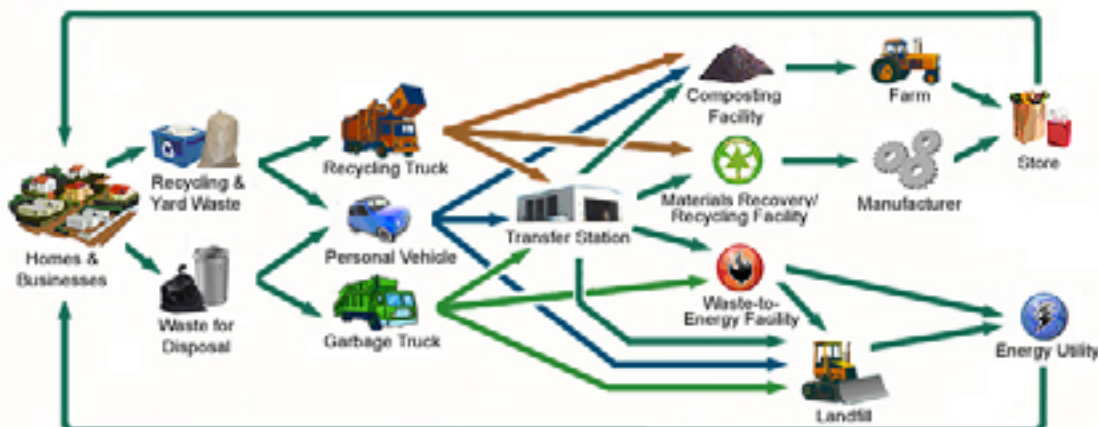 Homes &
Businesses
Recycling &
Yard Waste
Waste for
Disposal
Recycling Truck
Personal Vehicle
Garbage Truck
Transfer Station
Composting
Facility
Materials Recovery/
Recycling Facility
Waste-to-
Energy Facility
Landfill
Farm
Manufacturer
Store
Energy Utility